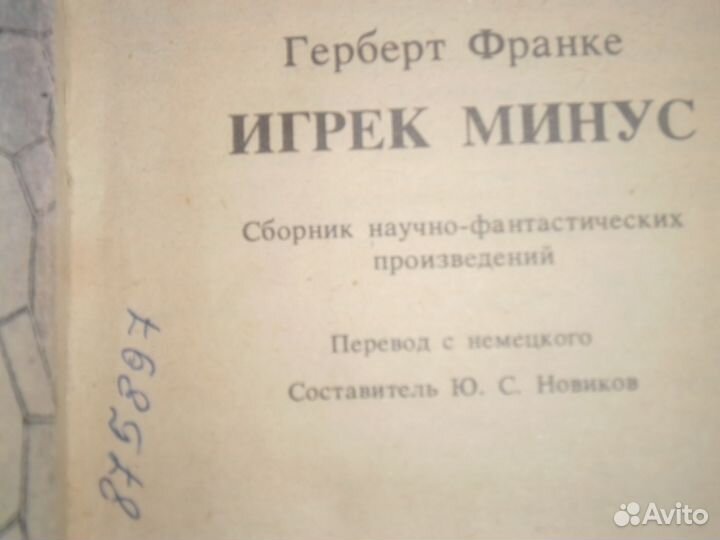 Герберт Франке
ИГРЕК МИНУС
Сборник научно-фантастических
произведений
Перевод с немецкого
Составитель Ю. С. Новиков
875897
Avito